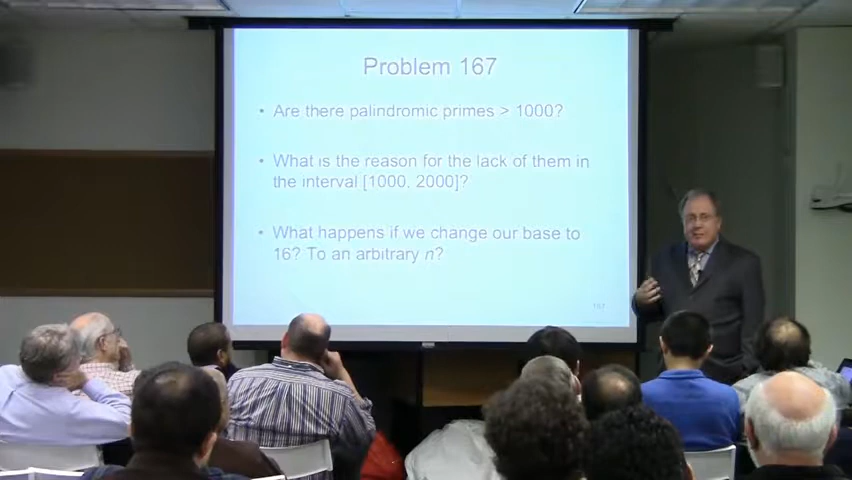 Problem 167
• Are there palindromic primes > 1000?
• What is the reason for the lack of them in
the interval [1000, 2000]?
• What happens if we change our base to
16? To an arbitrary n?
167